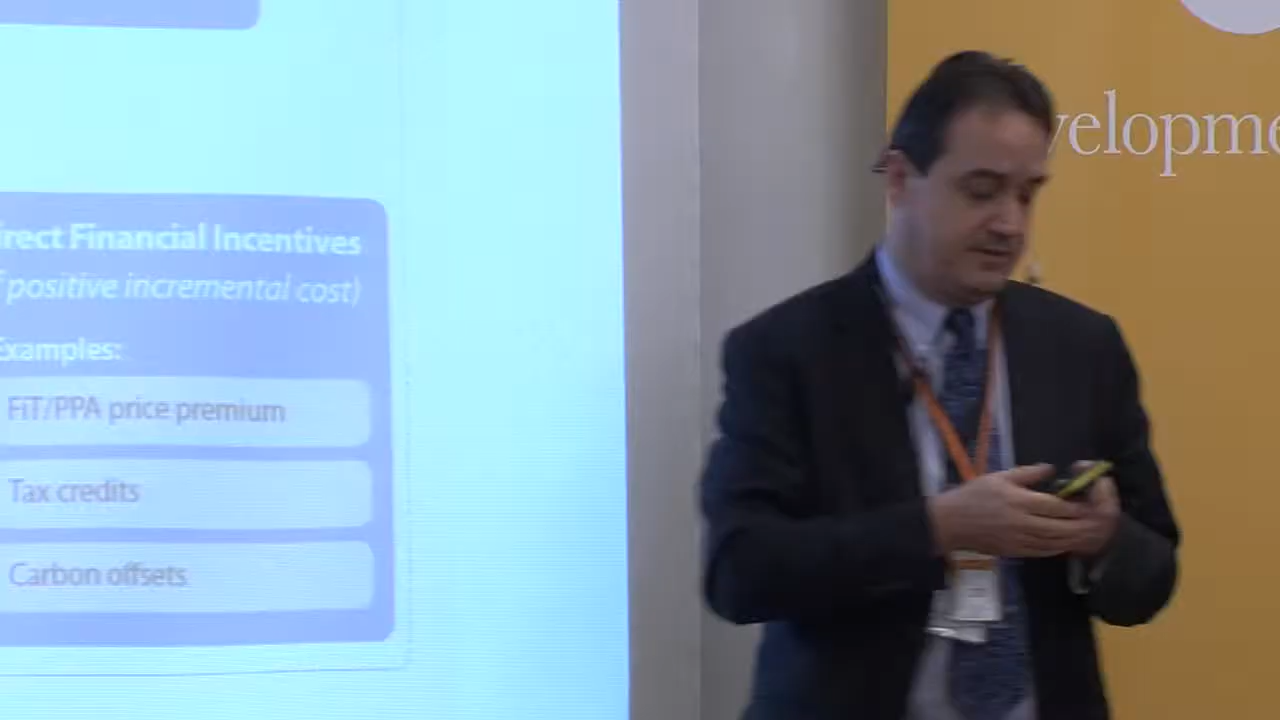 irect Financial Incentives
f positive incremental cost)
Examples:
FiT/PPA price premium
Tax credits
Carbon offsets
velopme